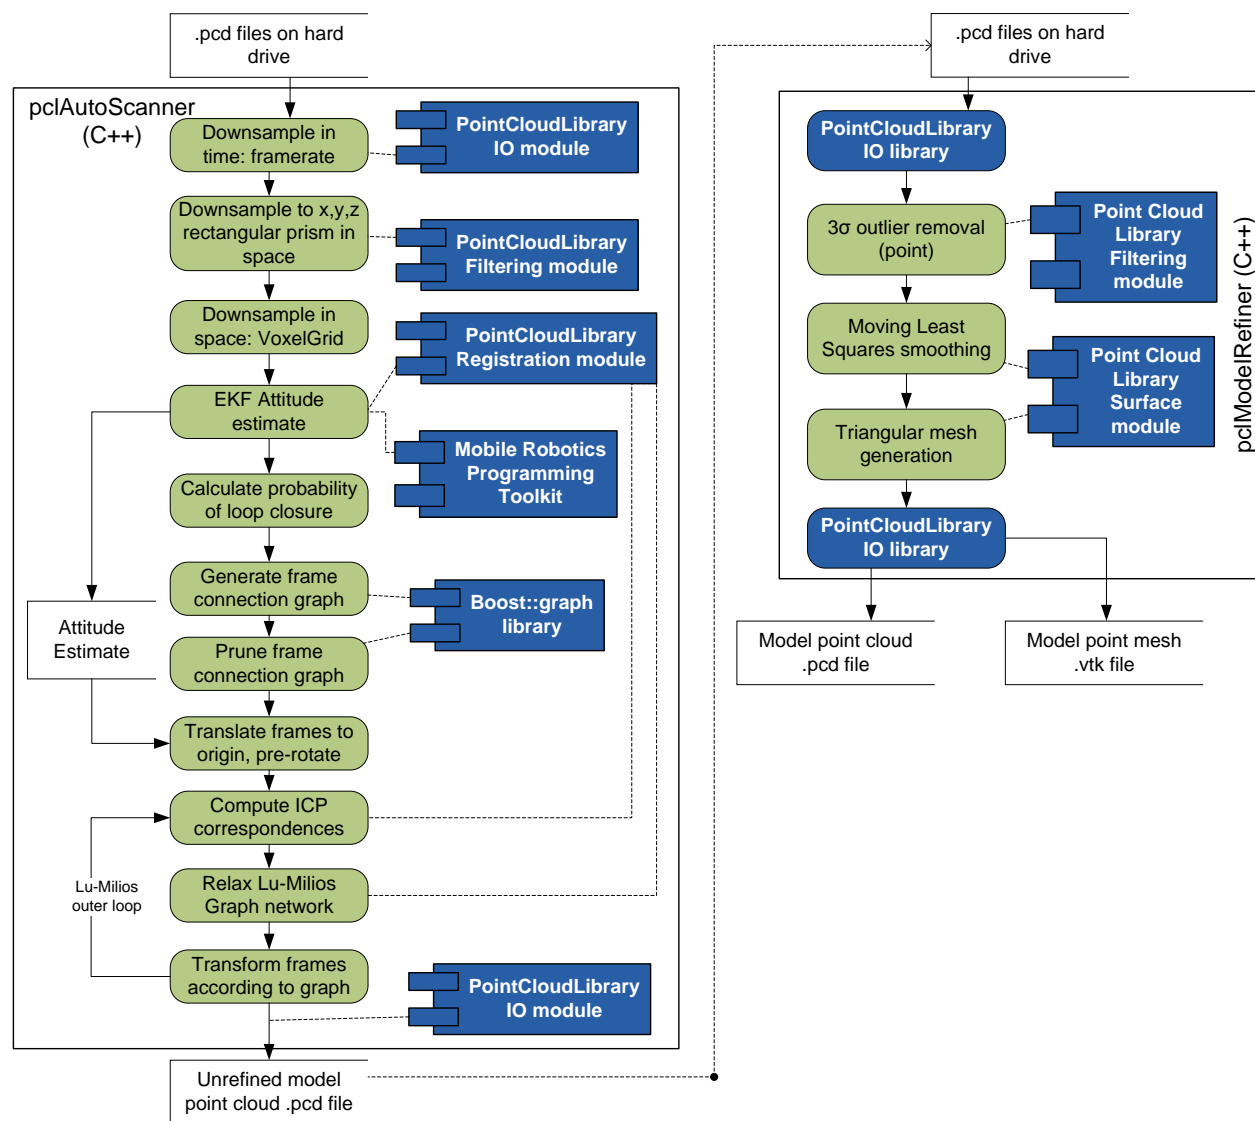 .pcd files on hard
drive
pclAutoScanner
(C++)
Downsample in
time: framerate
PointCloudLibrary
IO module
Downsample to x,y,z
rectangular prism in
space
PointCloudLibrary
Filtering module
Downsample in
space: VoxelGrid
PointCloudLibrary
Registration module
EKF Attitude
estimate
Mobile Robotics
Programming
Toolkit
Calculate probability
of loop closure
Generate frame
connection graph
Boost::graph
library
Attitude
Estimate
Prune frame
connection graph
Translate frames to
origin, pre-rotate
Compute ICP
correspondences
Lu-Milios
outer loop
Relax Lu-Milios
Graph network
Transform frames
according to graph
PointCloudLibrary
IO module
Unrefined model
point cloud .pcd file
.pcd files on hard
drive
pclModelRefiner (C++)
PointCloudLibrary
IO library
3σ outlier removal
(point)
Point Cloud
Library
Filtering
module
Moving Least
Squares smoothing
Point Cloud
Library
Surface
module
Triangular mesh
generation
PointCloudLibrary
IO library
Model point cloud
.pcd file
Model point mesh
.vtk file